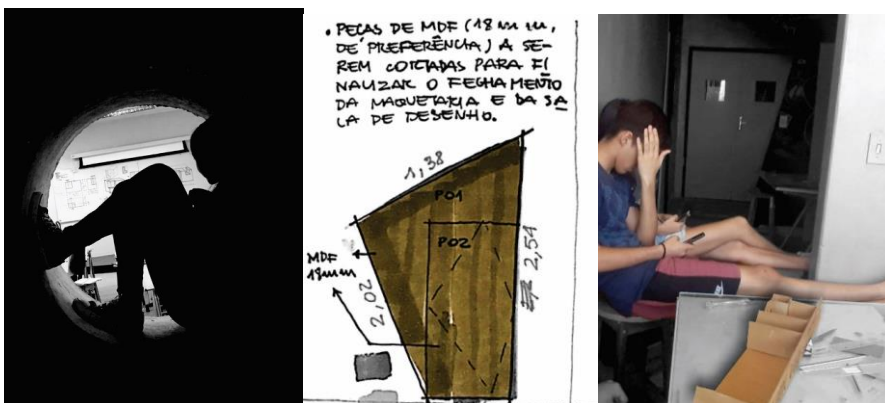 • PEÇAS DE MDF (18 mm,
DE PREFERÊNCIA) A SE-
REM CORTADAS PARA FI
NALIZAR O FECHAMENTO
DA MAQUETARIA E DA SA
LA DE DESENHO.
1,38
P01
P02
MDF
18mm
2,02
2,54